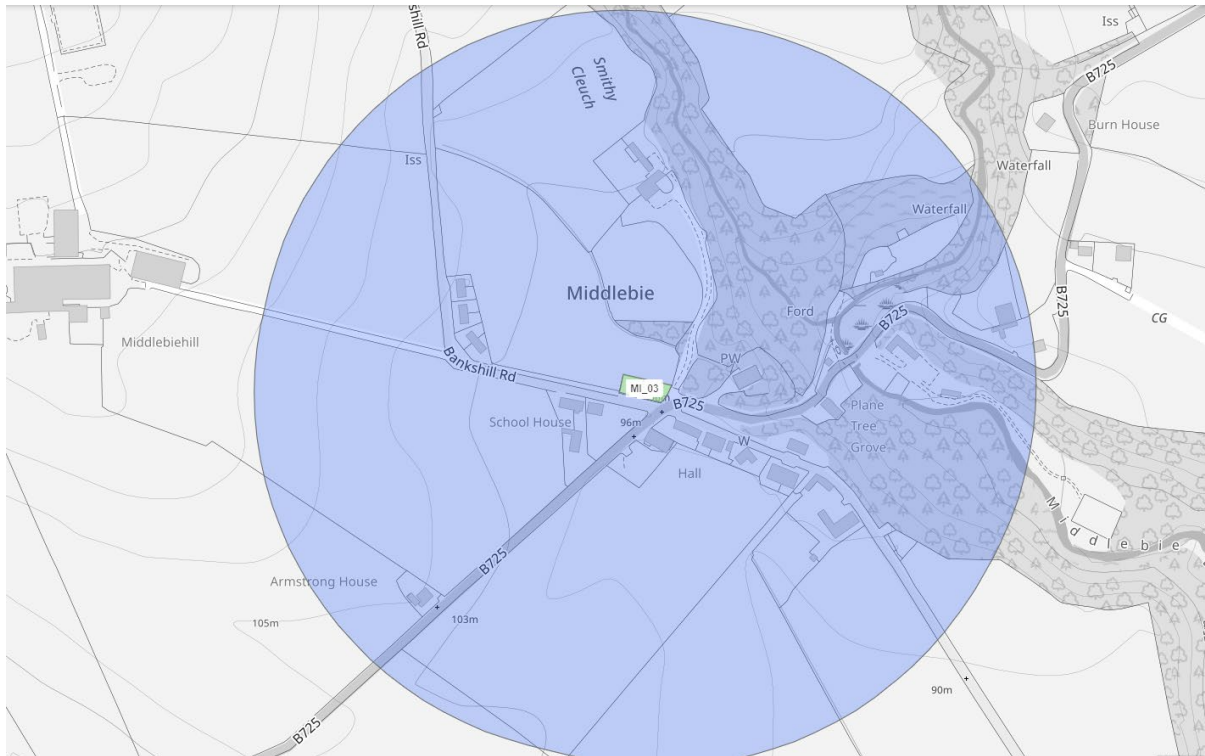 Iss
B725
Burn House
Waterfall
Bankshill Rd
Smithy
Cleuch
Iss
Waterfall
Middlebie
Ford
B725
B725
CG
Middlebiehill
Bankshill Rd
PW
MI_03
B725
School House
96m
Plane
Tree
Grove
W
Hall
Middlebie
B725
Armstrong House
103m
105m
90m
B725